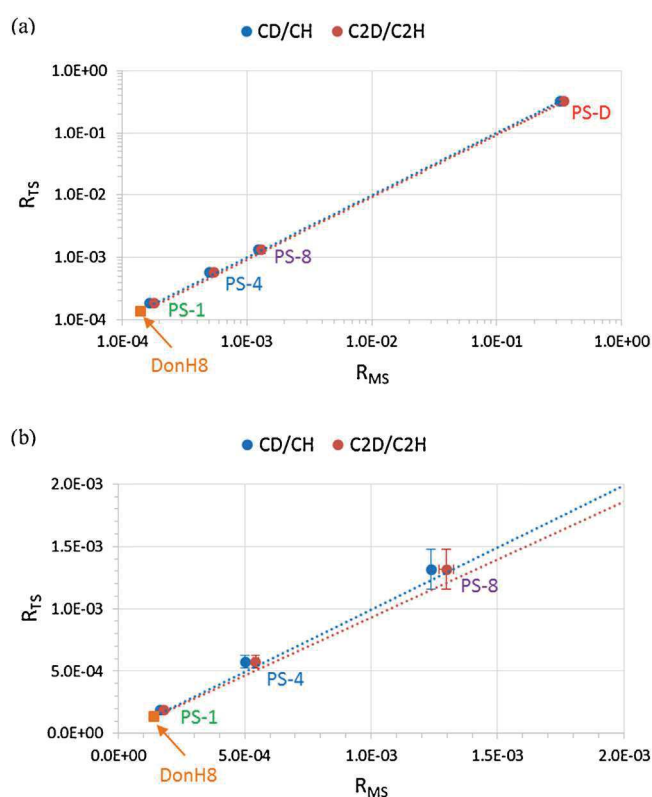 (a)
CD/CH C2D/C2H
1.0E+00
1.0E-01
1.0E-02
1.0E-03
1.0E-04
R_TS
PS-D
PS-8
PS-4
PS-1
DonH8
1.0E-04 1.0E-03 1.0E-02 1.0E-01 1.0E+00
R_MS
(b)
CD/CH C2D/C2H
2.0E-03
1.5E-03
1.0E-03
5.0E-04
0.0E+00
R_TS
PS-8
PS-4
PS-1
DonH8
0.0E+00 5.0E-04 1.0E-03 1.5E-03 2.0E-03
R_MS